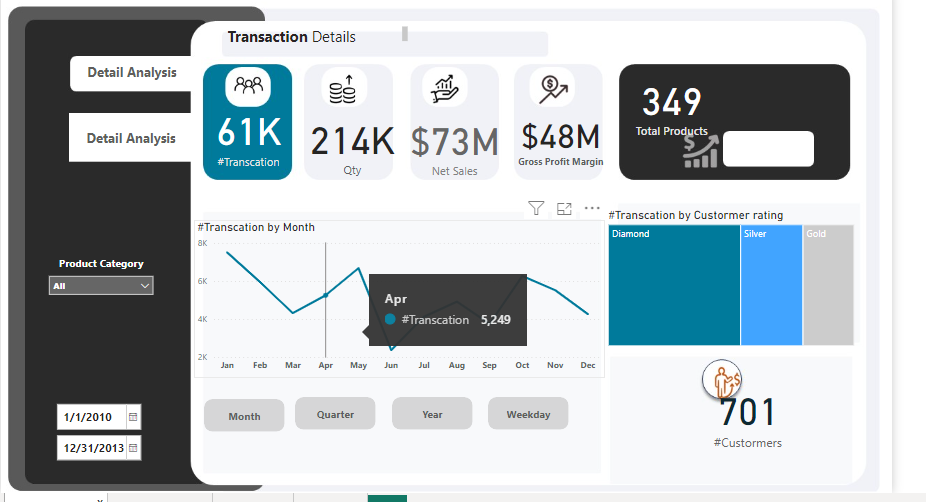 Transaction Details
Detail Analysis
Detail Analysis
61K
#Transcation
214K
Qty
$73M
Net Sales
$48M
Gross Profit Margin
349
Total Products
Product Category
All
1/1/2010
12/31/2013
#Transcation by Month
8K
6K
4K
2K
Jan Feb Mar Apr May Jun Jul Aug Sep Oct Nov Dec
Apr
#Transcation 5,249
Month
Quarter
Year
Weekday
#Transcation by Custormer rating
Diamond
Silver
Gold
701
#Custormers